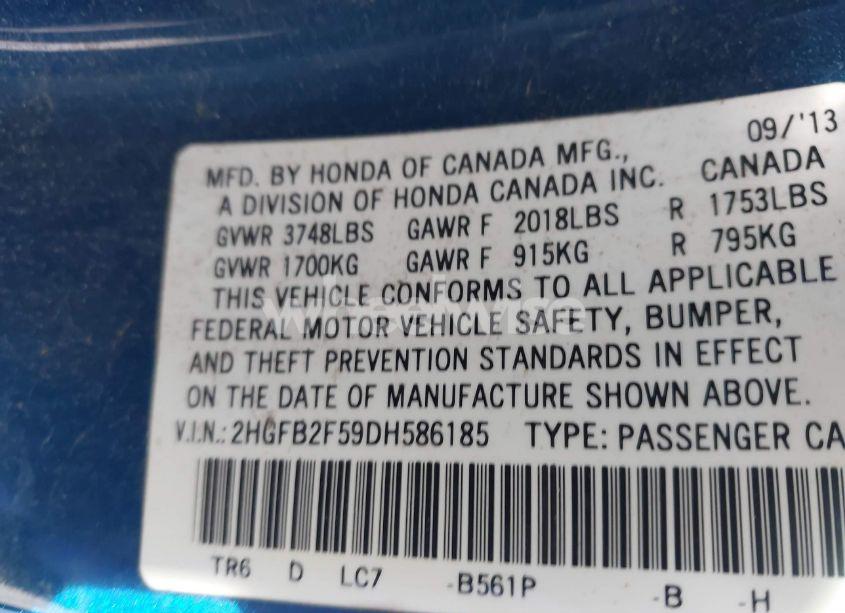 09/'13
MFD. BY HONDA OF CANADA MFG.,
A DIVISION OF HONDA CANADA INC. CANADA
GVWR 3748LBS GAWR F 2018LBS R 1753LBS
GVWR 1700KG GAWR F 915KG R 795KG
THIS VEHICLE CONFORMS TO ALL APPLICABLE
FEDERAL MOTOR VEHICLE SAFETY, BUMPER,
AND THEFT PREVENTION STANDARDS IN EFFECT
ON THE DATE OF MANUFACTURE SHOWN ABOVE.
V.I.N.: 2HGFB2F59DH586185 TYPE: PASSENGER CA
TR6 D LC7 -B561P -B -H